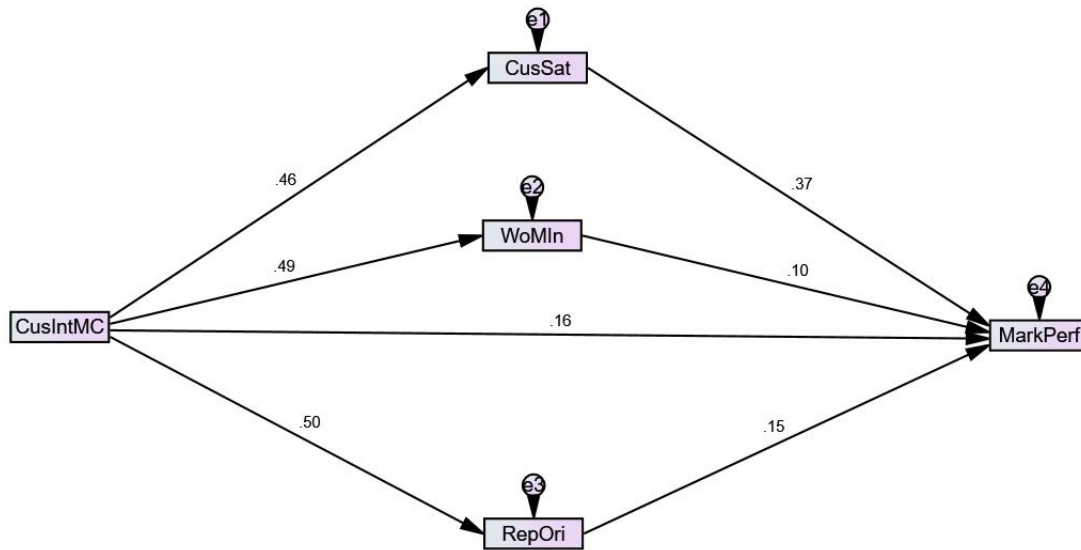 e1
CusSat
.46
.37
e2
WoMIn
.49
.10
CusIntMC
.16
e4
MarkPerf
.50
.15
e3
RepOri